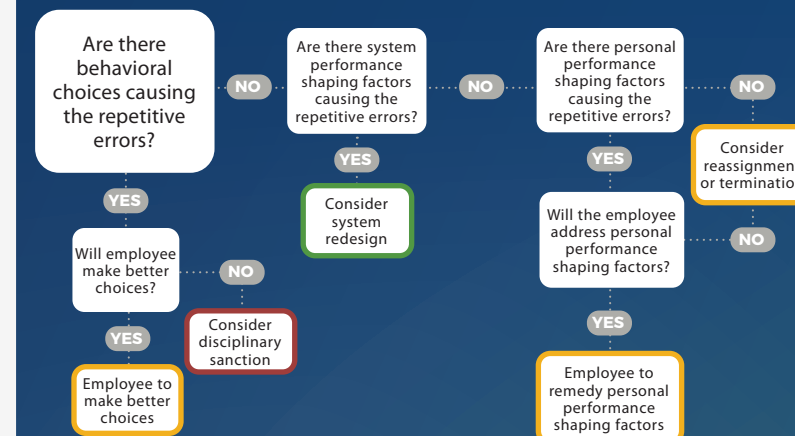 Are there
behavioral
choices causing
the repetitive
errors?
NO
Are there system
performance
shaping factors
causing the
repetitive errors?
NO
Are there personal
performance
shaping factors
causing the
repetitive errors?
NO
YES
Consider
system
redesign
YES
Consider
or
YES
Will employee
make better
choices?
NO
Consider
disciplinary
sanction
Will the employee
address personal
performance
shaping factors?
NO
YES
Employee to
make better
choices
YES
Employee to
remedy personal
performance
shaping factors